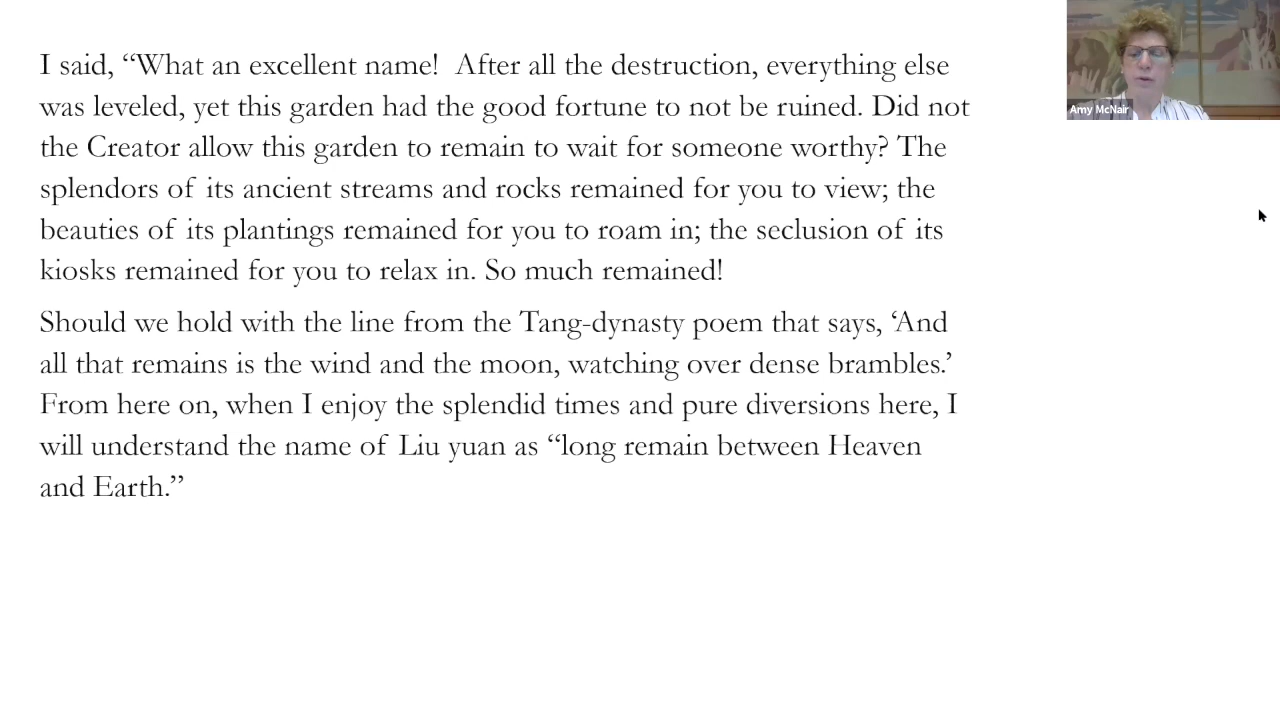 I said, “What an excellent name!  After all the destruction, everything else
was leveled, yet this garden had the good fortune to not be ruined. Did not
the Creator allow this garden to remain to wait for someone worthy? The
splendors of its ancient streams and rocks remained for you to view; the
beauties of its plantings remained for you to roam in; the seclusion of its
kiosks remained for you to relax in. So much remained!
Should we hold with the line from the Tang-dynasty poem that says, ‘And
all that remains is the wind and the moon, watching over dense brambles.’
From here on, when I enjoy the splendid times and pure diversions here, I
will understand the name of Liu yuan as “long remain between Heaven
and Earth.”
Amy McNair